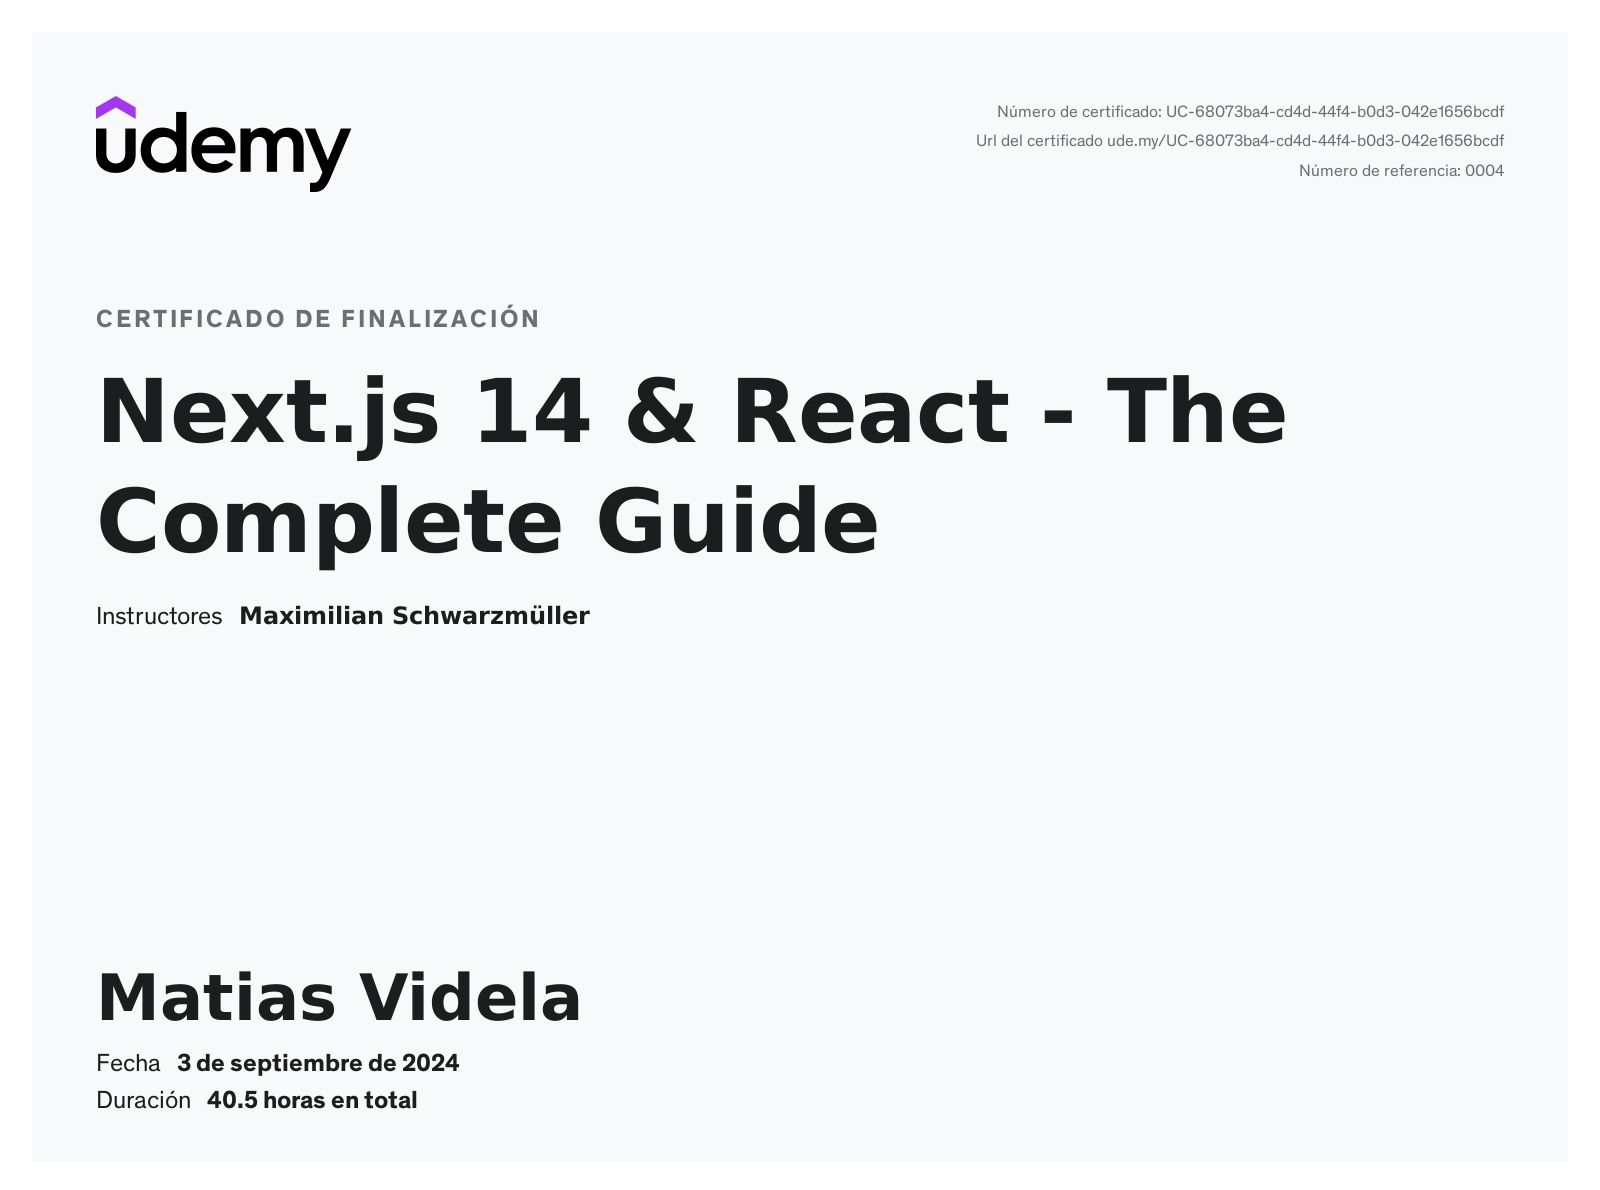 udemy
Número de certificado: UC-68073ba4-cd4d-44f4-b0d3-042e1656bcdf
Url del certificado ude.my/UC-68073ba4-cd4d-44f4-b0d3-042e1656bcdf
Número de referencia: 0004
CERTIFICADO DE FINALIZACIÓN
Next.js 14 & React - The
Complete Guide
Instructores Maximilian Schwarzmüller
Matias Videla
Fecha 3 de septiembre de 2024
Duración 40.5 horas en total